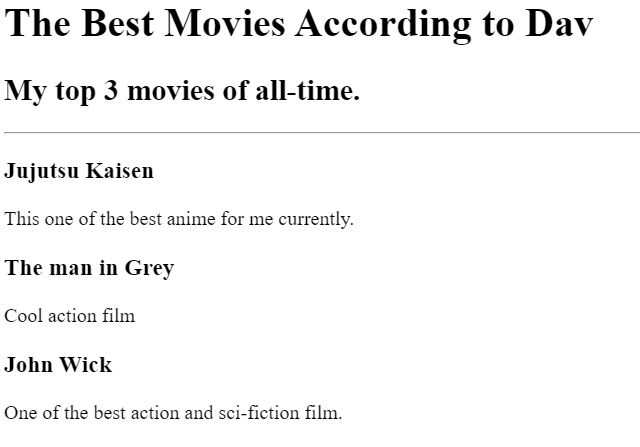 The Best Movies According to Dav
My top 3 movies of all-time.
Jujutsu Kaisen
This one of the best anime for me currently.
The man in Grey
Cool action film
John Wick
One of the best action and sci-fiction film.